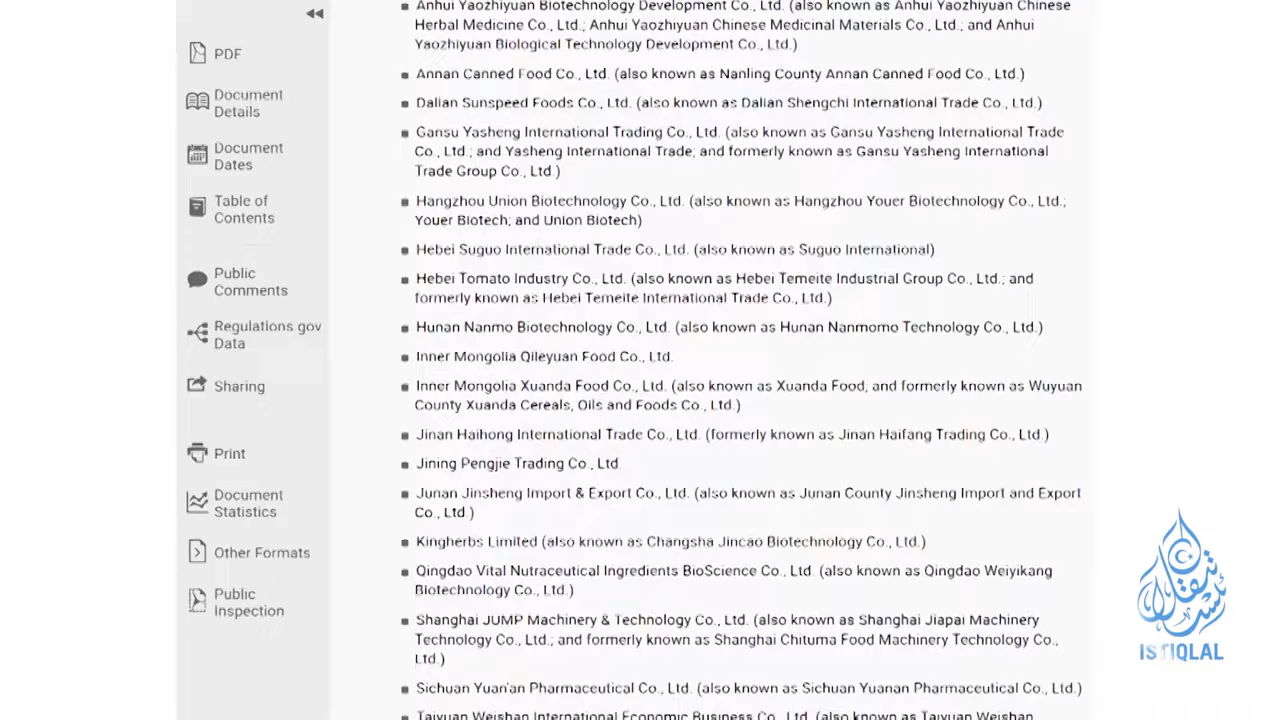 PDF
Document
Details
Document
Dates
Table of
Contents
Public
Comments
Regulations gov
Data
Sharing
Print
Document
Statistics
Other Formats
Public
Inspection
Anhui Yaozhiyuan Biotechnology Development Co., Ltd. (also known as Anhui Yaozhiyuan Chinese
Herbal Medicine Co., Ltd.; Anhui Yaozhiyuan Chinese Medicinal Materials Co., Ltd.; and Anhui
Yaozhiyuan Biological Technology Development Co., Ltd.)
Annan Canned Food Co., Ltd. (also known as Nanling County Annan Canned Food Co., Ltd.)
Dalian Sunspeed Foods Co., Ltd. (also known as Dalian Shengchi International Trade Co., Ltd.)
Gansu Yasheng International Trading Co., Ltd. (also known as Gansu Yasheng International Trade
Co., Ltd.; and Yasheng International Trade; and formerly known as Gansu Yasheng International
Trade Group Co., Ltd.)
Hangzhou Union Biotechnology Co., Ltd. (also known as Hangzhou Youer Biotechnology Co., Ltd.;
Youer Biotech; and Union Biotech)
Hebei Suguo International Trade Co., Ltd. (also known as Suguo International)
Hebei Tomato Industry Co., Ltd. (also known as Hebei Temeite Industrial Group Co., Ltd.; and
formerly known as Hebei Temeite International Trade Co., Ltd.)
Hunan Nanmo Biotechnology Co., Ltd. (also known as Hunan Nanmomo Technology Co., Ltd.)
Inner Mongolia Qileyuan Food Co., Ltd.
Inner Mongolia Xuanda Food Co., Ltd. (also known as Xuanda Food; and formerly known as Wuyuan
County Xuanda Cereals, Oils and Foods Co., Ltd.)
Jinan Haihong International Trade Co., Ltd. (formerly known as Jinan Haifang Trading Co., Ltd.)
Jining Pengjie Trading Co., Ltd.
Junan Jinsheng Import & Export Co., Ltd. (also known as Junan County Jinsheng Import and Export
Co., Ltd.)
Kingherbs Limited (also known as Changsha Jincao Biotechnology Co., Ltd.)
Qingdao Vital Nutraceutical Ingredients BioScience Co., Ltd. (also known as Qingdao Weiyikang
Biotechnology Co., Ltd.)
Shanghai JUMP Machinery & Technology Co., Ltd. (also known as Shanghai Jiapai Machinery
Technology Co., Ltd.; and formerly known as Shanghai Chituma Food Machinery Technology Co.,
Ltd.)
Sichuan Yuan'an Pharmaceutical Co., Ltd. (also known as Sichuan Yuanan Pharmaceutical Co., Ltd.)
Taiyuan Weishan International Economic Business Co., Ltd. (also known as Taiyuan Weishan
ISTIQLAL